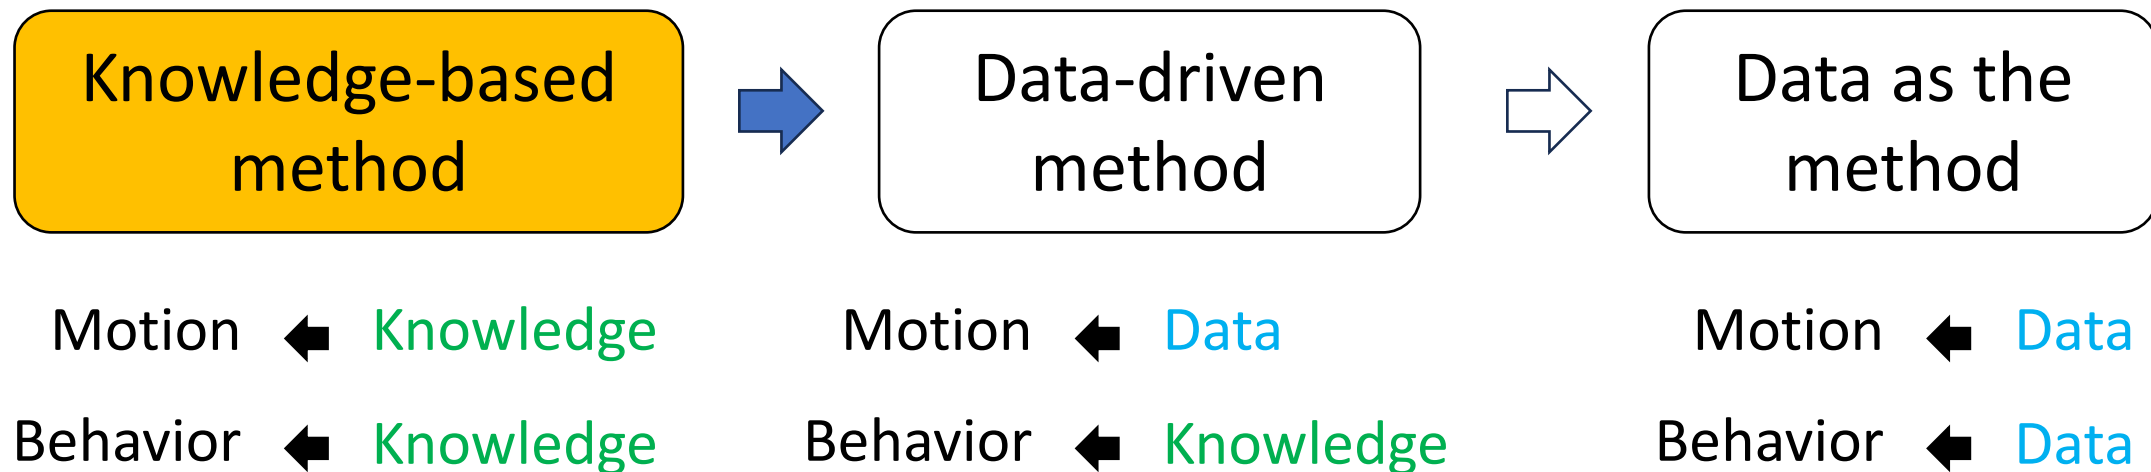 Knowledge-based
method
Data-driven
method
Data as the
method
Motion Knowledge
Behavior Knowledge
Motion Data
Behavior Knowledge
Motion Data
Behavior Data